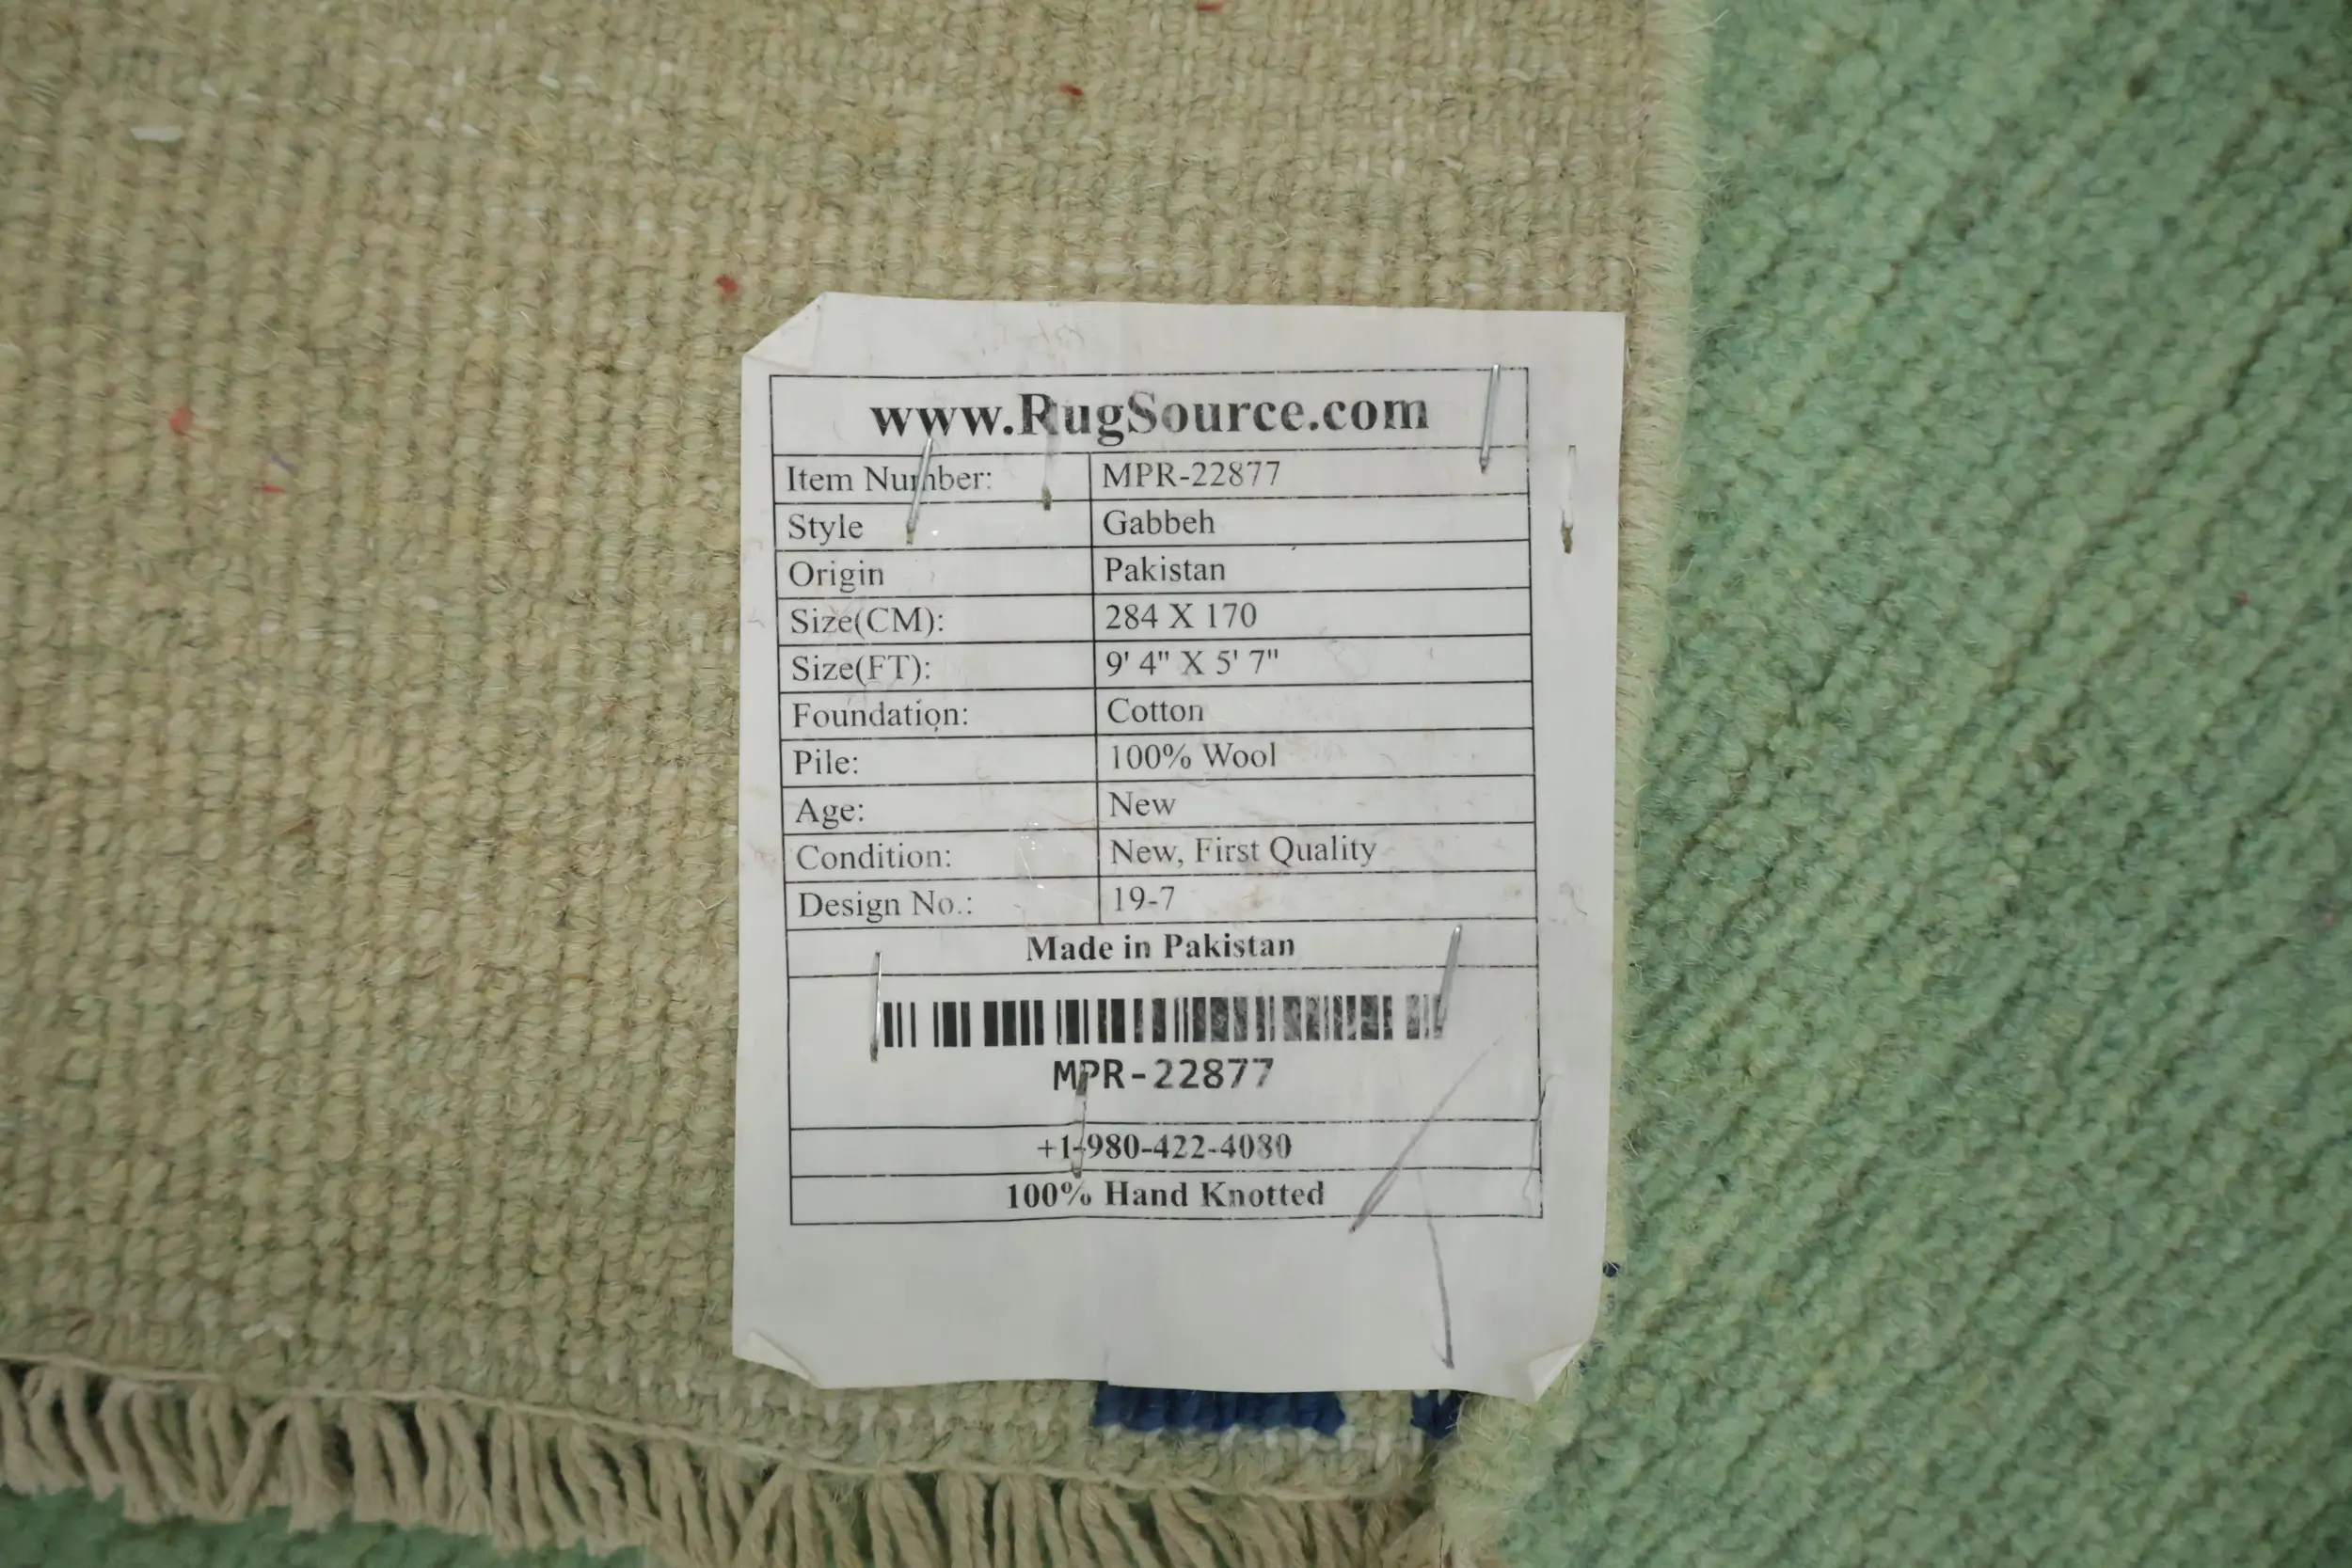 www.RugSource.com
Item Number: MPR-22877
Style Gabbeh
Origin Pakistan
Size(CM): 284 X 170
Size(FT): 9' 4" X 5' 7"
Foundation: Cotton
Pile: 100% Wool
Age: New
Condition: New, First Quality
Design No.: 19-7
Made in Pakistan
MPR-22877
+1-980-422-4080
100% Hand Knotted